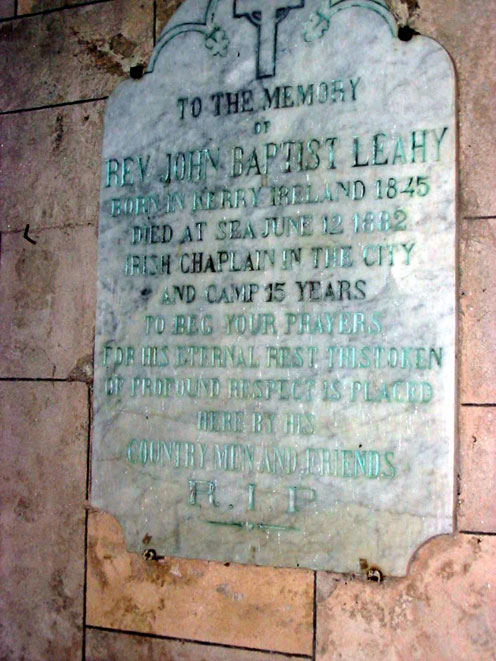 TO THE MEMORY
OF
REV JOHN BAPTIST LEAHY
BORN IN KERRY IRELAND 1845
DIED AT SEA JUNE 12 1882
IRISH CHAPLAIN IN THE CITY
AND CAMP 15 YEARS
TO BEG YOUR PRAYERS
FOR HIS ETERNAL REST THIS TOKEN
OF PROFOUND RESPECT IS PLACED
HERE BY HIS
COUNTRY MEN AND FRIENDS
R.I.P